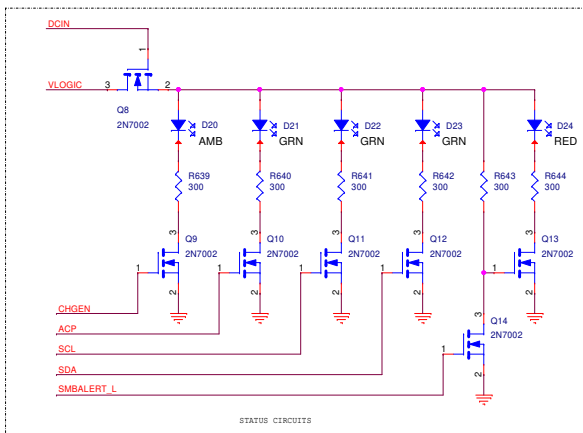 DCIN
1
VLOGIC
3
2
Q8
2N7002
D20
AMB
D21
GRN
D22
GRN
D23
GRN
D24
RED
R639
300
R640
300
R641
300
R642
300
R643
300
R644
300
3
Q9
2N7002
1
2
3
Q10
2N7002
1
2
3
Q11
2N7002
1
2
3
Q12
2N7002
1
2
3
Q13
2N7002
1
2
CHGEN
ACP
SCL
SDA
SMBALERT_L
3
Q14
2N7002
1
2
STATUS CIRCUITS